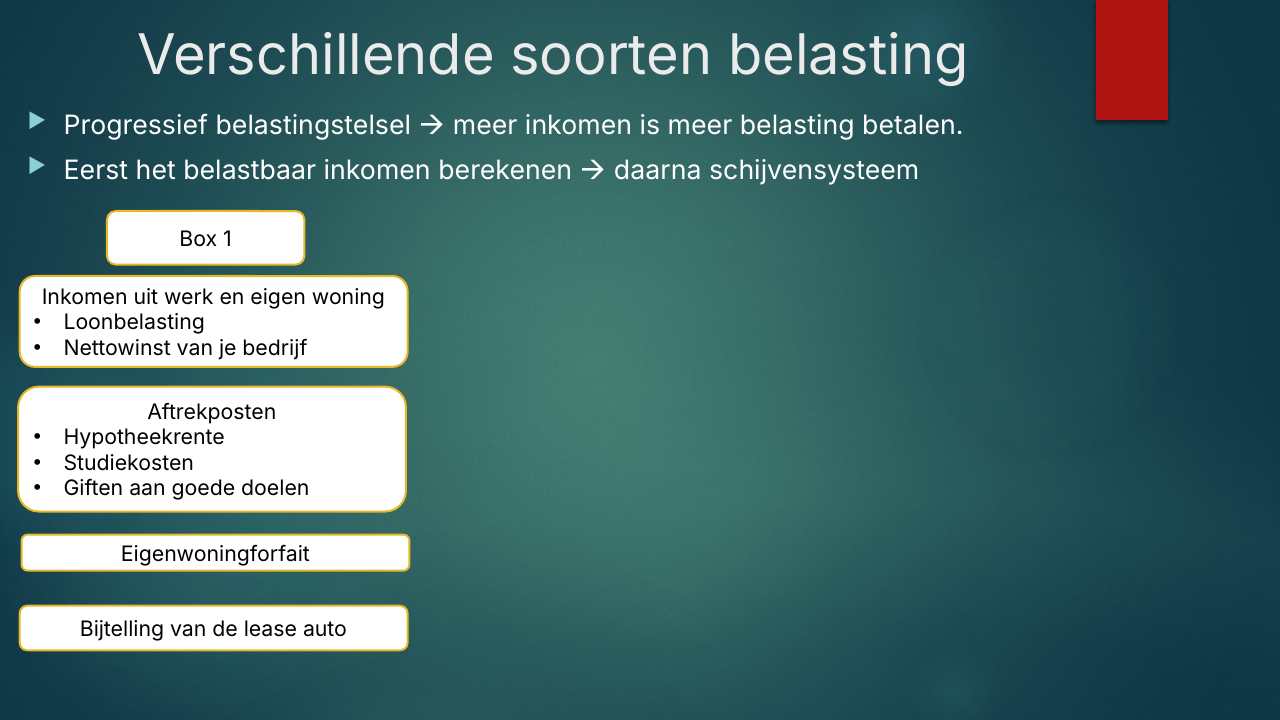 Verschillende soorten belasting
Progressief belastingstelsel → meer inkomen is meer belasting betalen.
Eerst het belastbaar inkomen berekenen → daarna schijvensysteem
Box 1
Inkomen uit werk en eigen woning
• Loonbelasting
• Nettowinst van je bedrijf
Aftrekposten
• Hypotheekrente
• Studiekosten
• Giften aan goede doelen
Eigenwoningforfait
Bijtelling van de lease auto